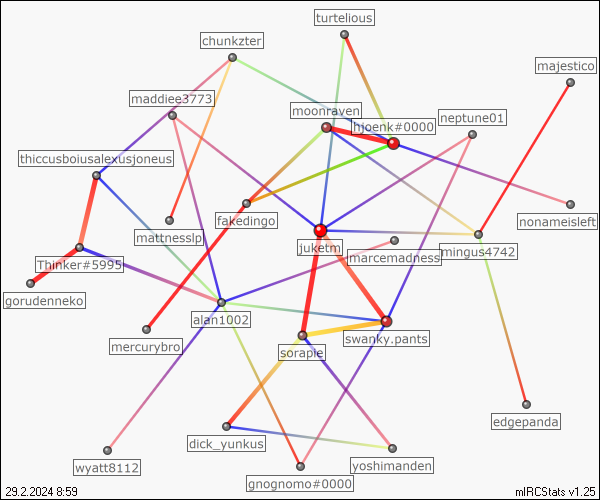 turtelious
chunkzter
majestico
maddiee3773
moonraven
neptune01
hjoenk#0000
thiccusboiusalexusjoneus
fakedingo
nonameisleft
mattnesslp
juketm
mingus4742
marcemadness
Thinker#5995
gorudenneko
alan1002
mercurybro
swanky.pants
sorapie
edgepanda
dick_yunkus
wyatt8112
yoshimanden
gnognomo#0000
29.2.2024 8:59
mIRCStats v1.25